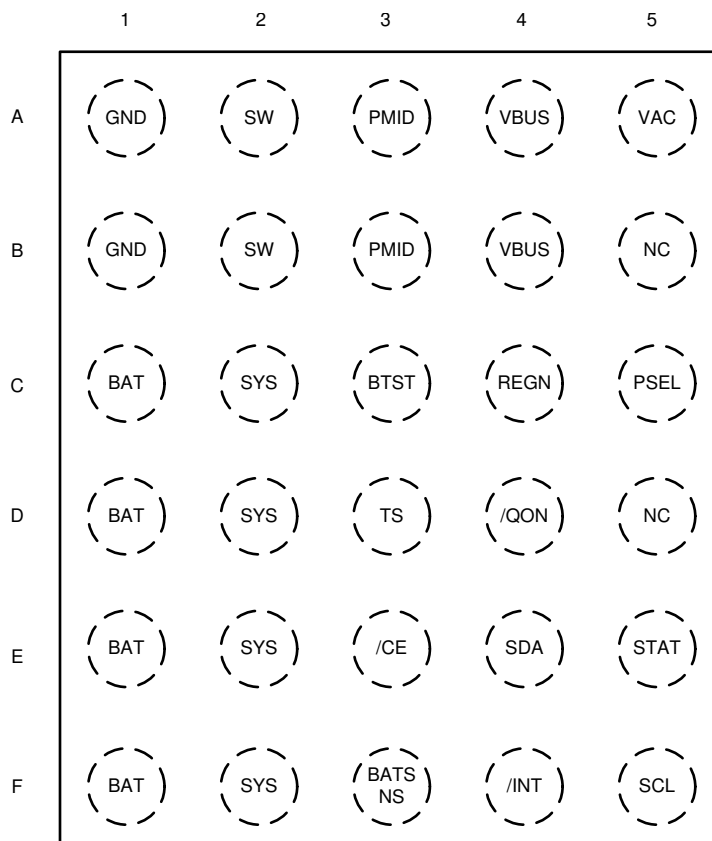 1 2 3 4 5
A GND SW PMID VBUS VAC
B GND SW PMID VBUS NC
C BAT SYS BTST REGN PSEL
D BAT SYS TS /QON NC
E BAT SYS /CE SDA STAT
F BAT SYS BATS NS /INT SCL